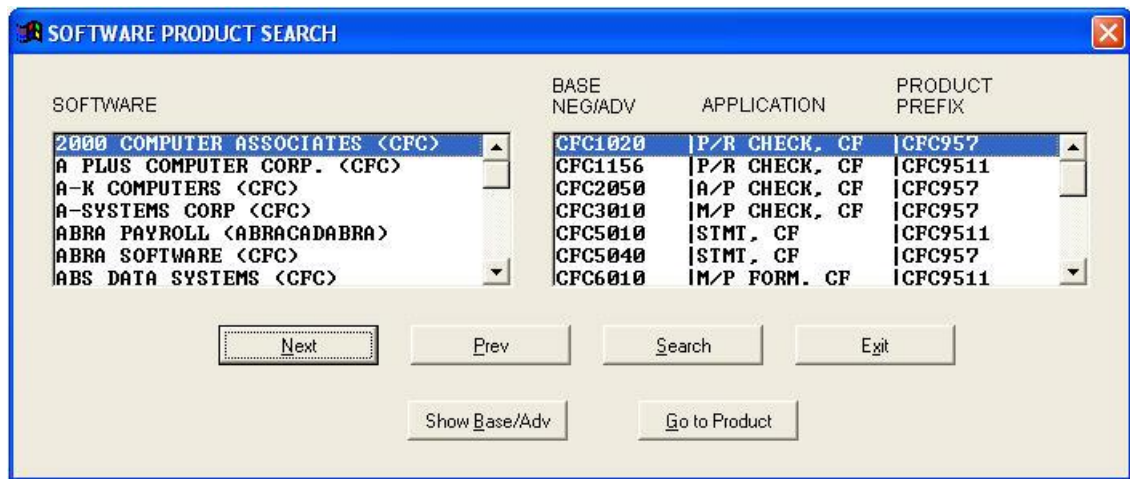 SOFTWARE PRODUCT SEARCH
SOFTWARE
BASE NEG/ADV
APPLICATION
PRODUCT PREFIX
2000 COMPUTER ASSOCIATES (CFC)
A PLUS COMPUTER CORP. (CFC)
A-K COMPUTERS (CFC)
A-SYSTEMS CORP (CFC)
ABRA PAYROLL (ABRACADABRA)
ABRA SOFTWARE (CFC)
ABS DATA SYSTEMS (CFC)
CFC1020 |P/R CHECK, CF |CFC957
CFC1156 |P/R CHECK, CF |CFC9511
CFC2050 |A/P CHECK, CF |CFC957
CFC3010 |M/P CHECK, CF |CFC957
CFC5010 |STMT, CF |CFC9511
CFC5040 |STMT, CF |CFC957
CFC6010 |M/P FORM. CF |CFC9511
Next Prev Search Exit
Show Base/Adv Go to Product